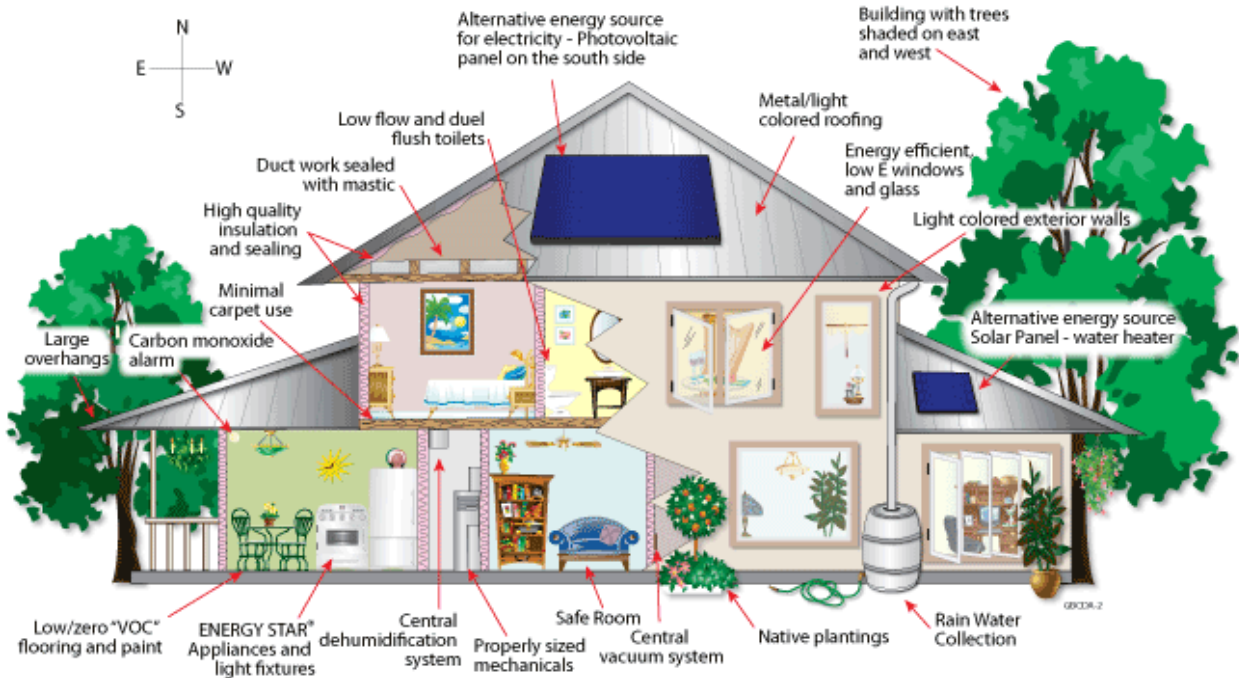 N
E
W
S
Alternative energy source
for electricity - Photovoltaic
panel on the south side
Building with trees
shaded on east
and west
Low flow and duel
flush toilets
Metal/light
colored roofing
Duct work sealed
with mastic
Energy efficient,
low E windows
and glass
High quality
insulation
and sealing
Light colored exterior walls
Minimal
carpet use
Large
overhangs
Carbon monoxide
alarm
Alternative energy source
Solar Panel - water heater
GBCDA-2
Low/zero "VOC"
flooring and paint
ENERGY STAR®
Appliances and
light fixtures
Central
dehumidification
system
Properly sized
mechanicals
Safe Room
Central
vacuum system
Native plantings
Rain Water
Collection